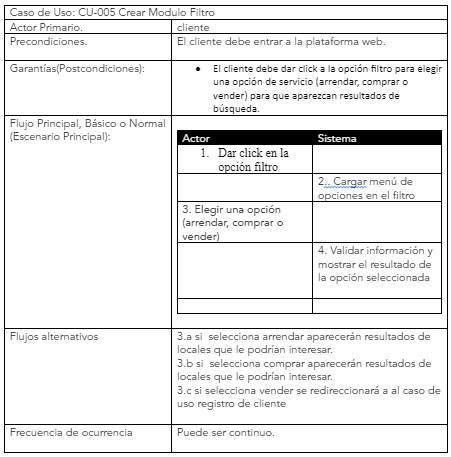 Caso de Uso: CU-005 Crear Modulo Filtro
Actor Primario.
cliente
Precondiciones.
El cliente debe entrar a la plataforma web.
Garantías(Postcondiciones):
• El cliente debe dar click a la opción filtro para elegir
una opción de servicio (arrendar, comprar o
vender) para que aparezcan resultados de
búsqueda.
Flujo Principal, Básico o Normal
(Escenario Principal):
Actor
Sistema
1. Dar click en la
opción filtro
2.. Cargar menú de
opciones en el filtro
3. Elegir una opción
(arrendar, comprar o
vender)
4. Validar información y
mostrar el resultado de
la opción seleccionada
Flujos alternativos
3.a si selecciona arrendar aparecerán resultados de
locales que le podrían interesar.
3.b si selecciona comprar aparecerán resultados de
locales que le podrían interesar.
3.c si selecciona vender se redireccionará a al caso de
uso registro de cliente
Frecuencia de ocurrencia
Puede ser continuo.